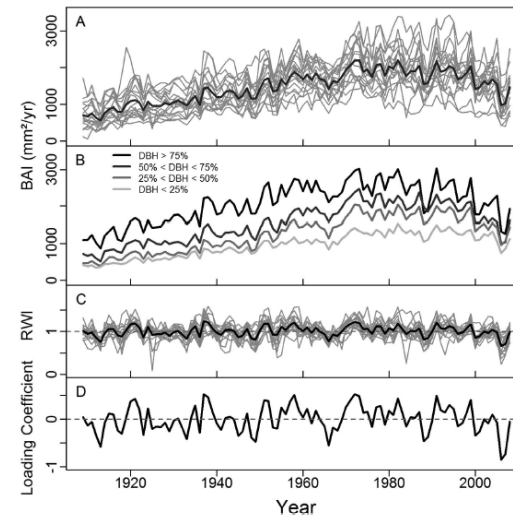 A
3000
1000
0
BAI (mm²/yr)
B
DBH > 75%
50% < DBH < 75%
25% < DBH < 50%
DBH < 25%
3000
1000
0
C
RWI
1
D
Loading Coefficient
0
-1
1920 1940 1960 1980 2000
Year